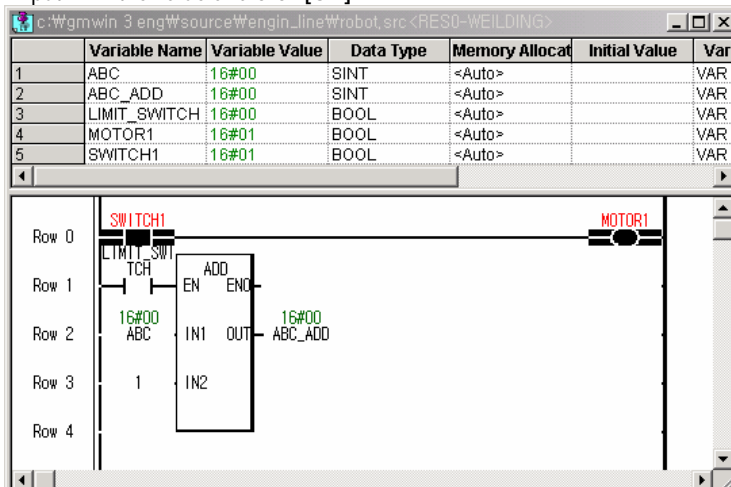 c:₩gmwin 3 eng₩source₩engin_line₩robot,src <RES0-WEILDING>
Variable Name Variable Value Data Type Memory Allocat Initial Value Var
1 ABC 16#00 SINT <Auto> VAR
2 ABC_ADD 16#00 SINT <Auto> VAR
3 LIMIT_SWITCH 16#00 BOOL <Auto> VAR
4 MOTOR1 16#01 BOOL <Auto> VAR
5 SWITCH1 16#01 BOOL <Auto> VAR
SWITCH1 MOTOR1
Row 0
LIMIT_SWI
TCH ADD
Row 1 EN ENO
16#00 16#00
Row 2 ABC IN1 OUT ABC_ADD
Row 3 1 IN2
Row 4